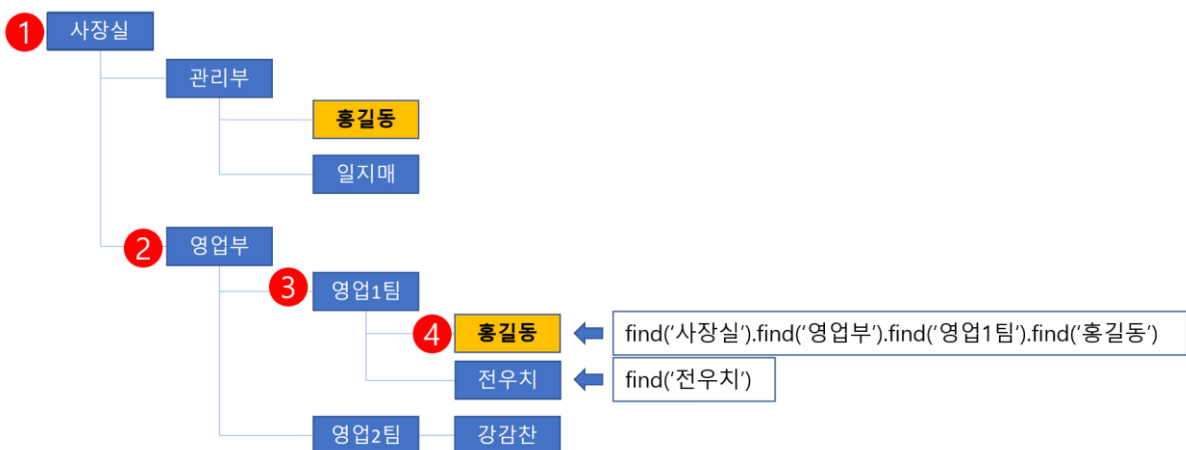 1 사장실
관리부
홍길동
일지매
2 영업부
3 영업1팀
4 홍길동
find(‘사장실’).find(‘영업부’).find(‘영업1팀‘).find(‘홍길동’)
전우치
find(‘전우치’)
영업2팀
강감찬